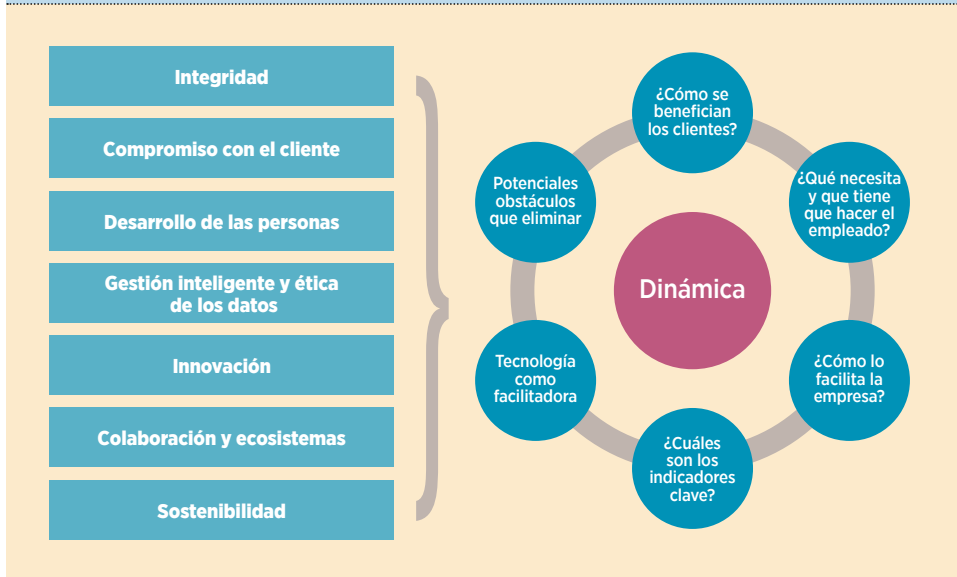 Integridad
Compromiso con el cliente
Desarrollo de las personas
Gestión inteligente y ética
de los datos
Innovación
Colaboración y ecosistemas
Sostenibilidad
¿Cómo se
benefician
los clientes?
¿Qué necesita
y que tiene
que hacer el
empleado?
¿Cómo lo
facilita la
empresa?
¿Cuáles
son los
indicadores
clave?
Tecnología
como
facilitadora
Potenciales
obstáculos
que eliminar
Dinámica